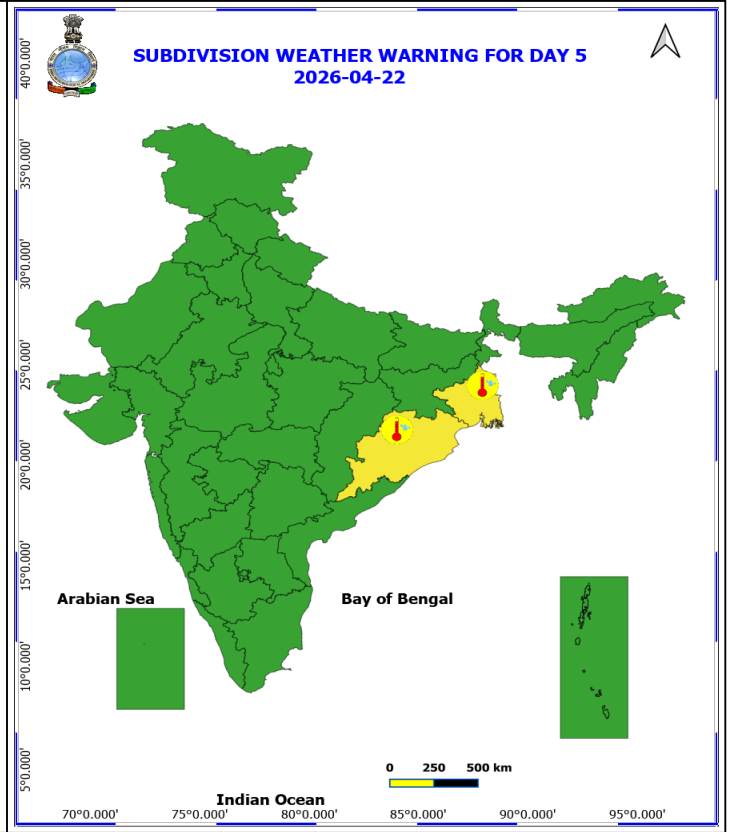 SUBDIVISION WEATHER WARNING FOR DAY 5
2026-04-22
40°0.000'
35°0.000'
30°0.000'
25°0.000'
20°0.000'
15°0.000'
10°0.000'
5°0.000'
Arabian Sea
Bay of Bengal
0 250 500 km
Indian Ocean
70°0.000' 75°0.000' 80°0.000' 85°0.000' 90°0.000' 95°0.000'